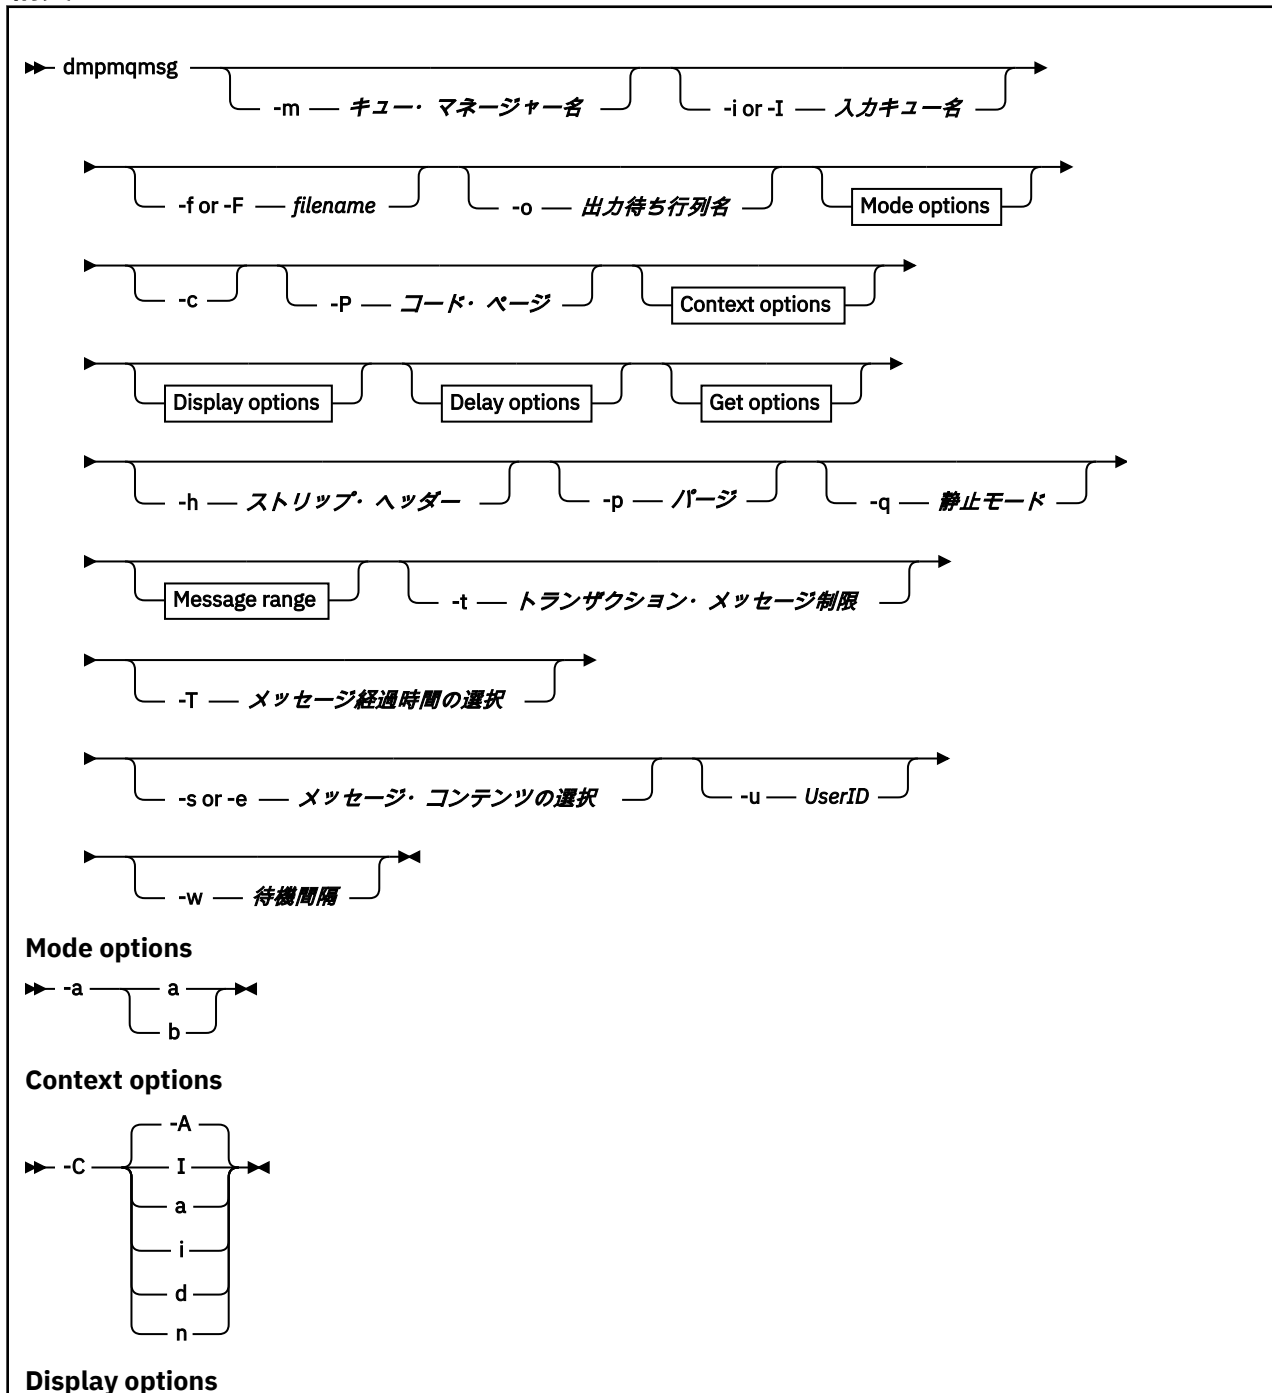 dmpmqmsg
-m キュー・マネージャー名 -i or -I 入力キュー名
-f or -F filename -o 出力待ち行列名 Mode options
-c -P コード・ページ Context options
Display options Delay options Get options
-h ストリップ・ヘッダー -p パージ -q 静止モード
Message range -t トランザクション・メッセージ制限
-T メッセージ経過時間の選択
-s or -e メッセージ・コンテンツの選択 -u UserID
-w 待機間隔
Mode options
-a a
b
Context options
-A
-C I
a
i
d
n
Display options